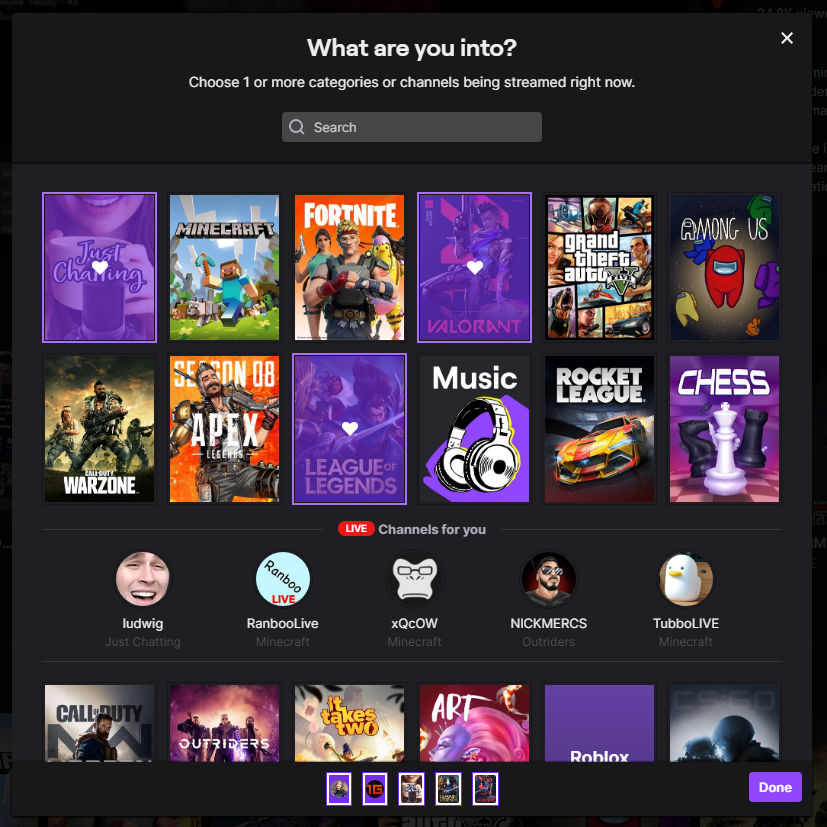 What are you into?
Choose 1 or more categories or channels being streamed right now.
Search
Just
Chatting
MINECRAFT
FORTNITE
VALORANT
grand
theft
auto V
AMONG US
CALL OF DUTY
WARZONE
SEASON 08
APEX
LEGENDS
LEAGUE OF
LEGENDS
Music
ROCKET
LEAGUE
CHESS
LIVE Channels for you
Ranboo
LIVE
ludwig
RanbooLive
xQcOW
NICKMERCS
TubboLIVE
Just Chatting
Minecraft
Minecraft
Outriders
Minecraft
CALL OF DUTY
OUTRIDERS
it
takes
two
ART
Roblox
CS:GO
Done